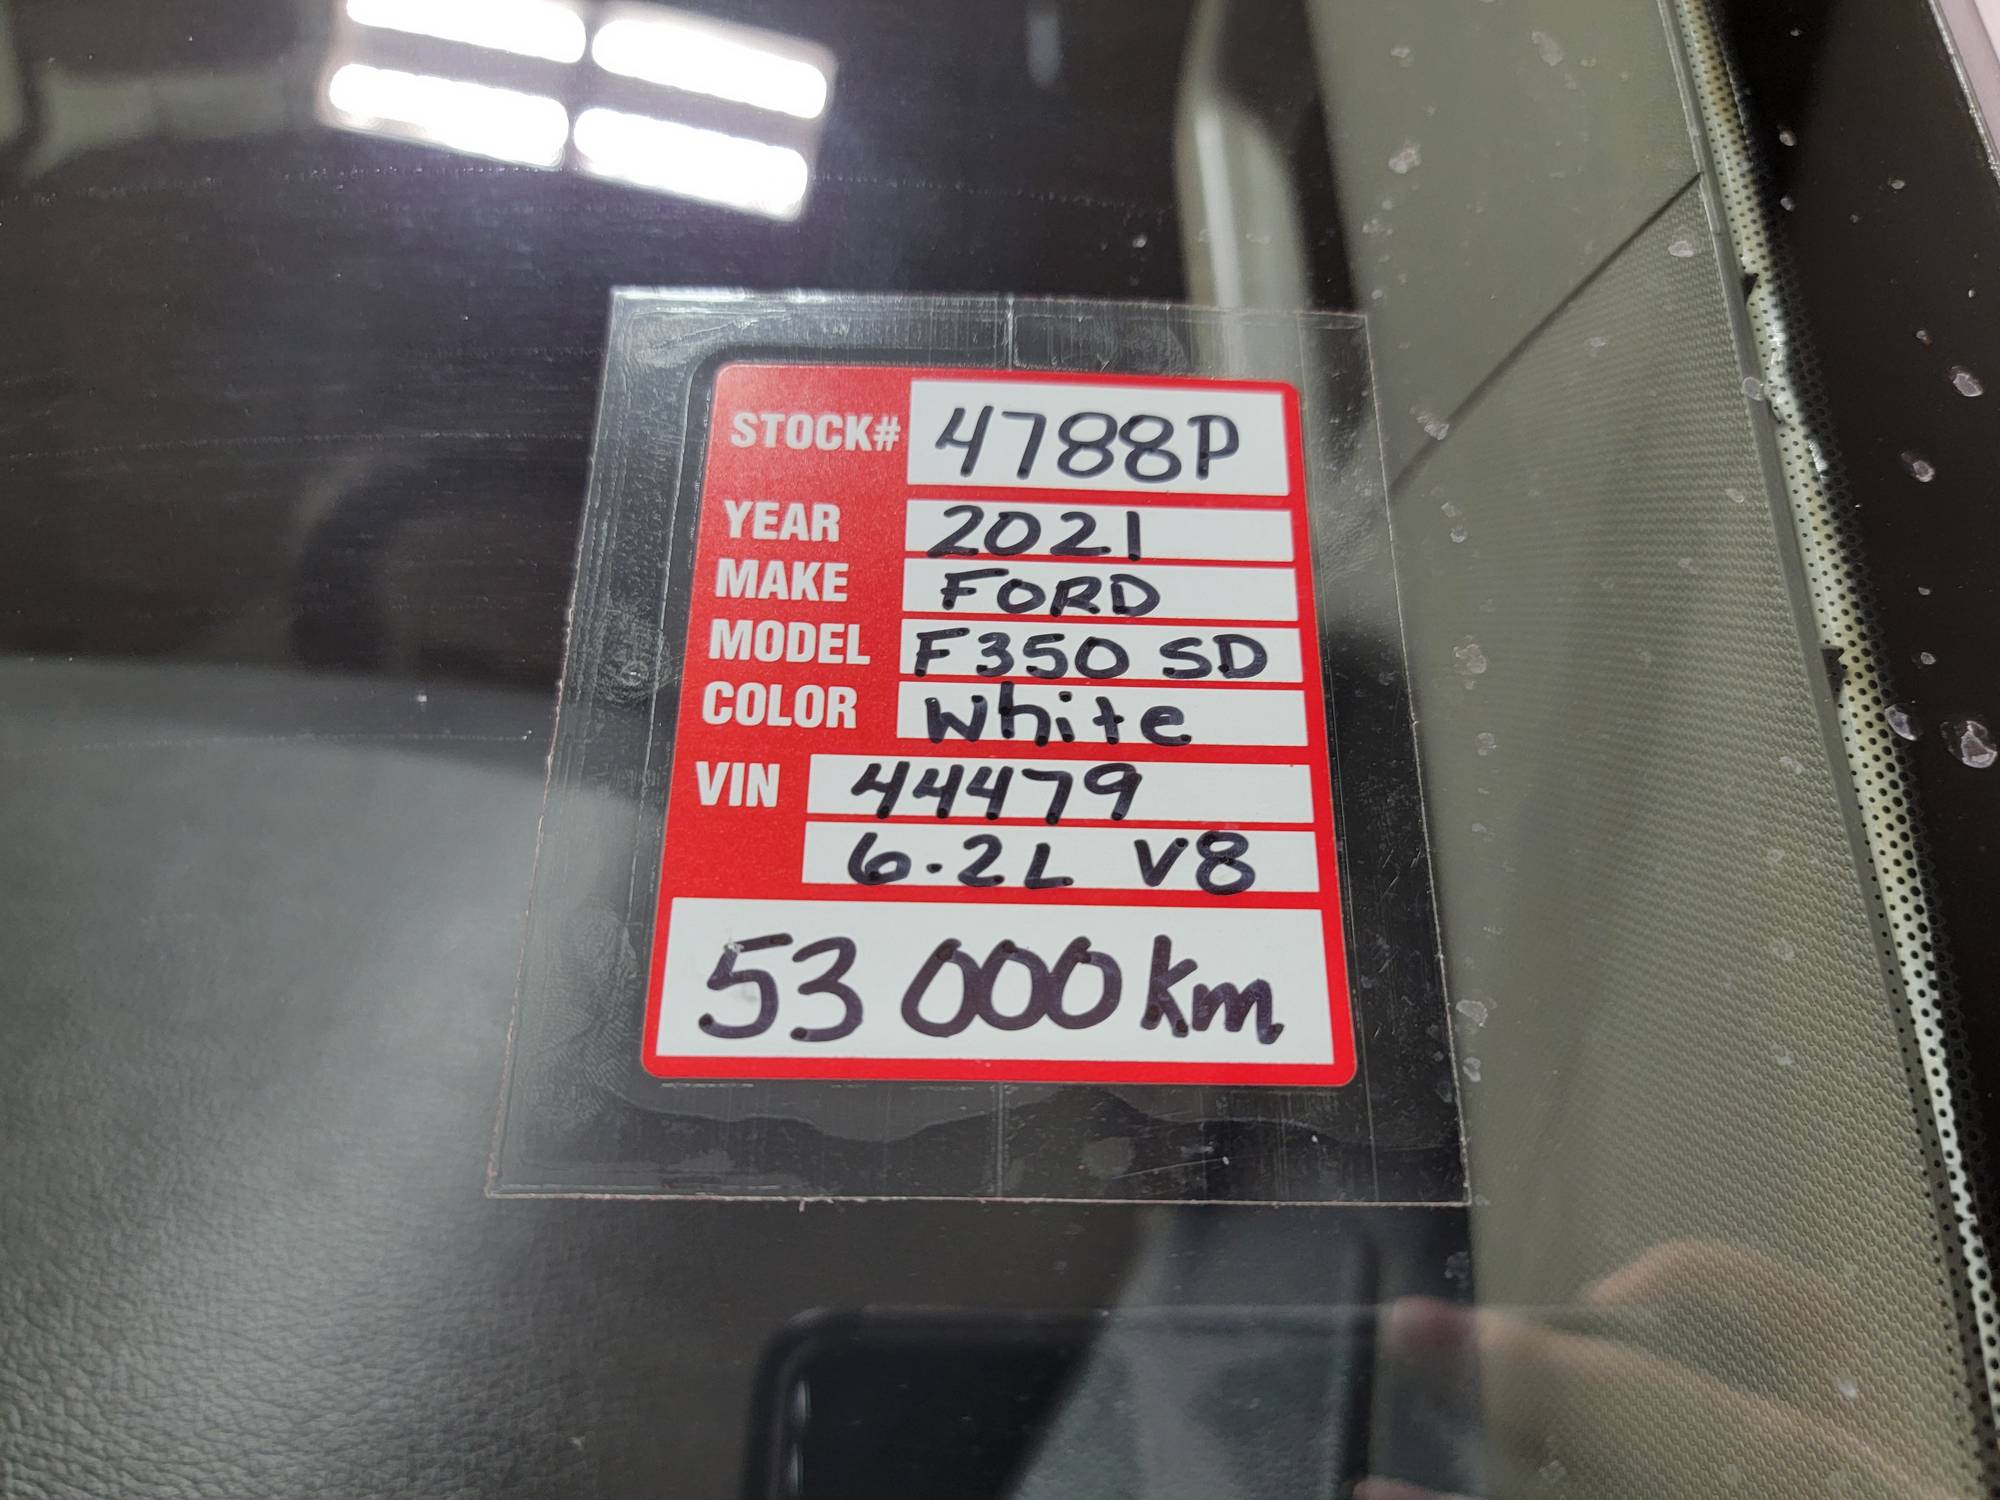 STOCK# 4788P
YEAR 2021
MAKE FORD
MODEL F350 SD
COLOR White
VIN 44479
6.2L V8
53 000 km